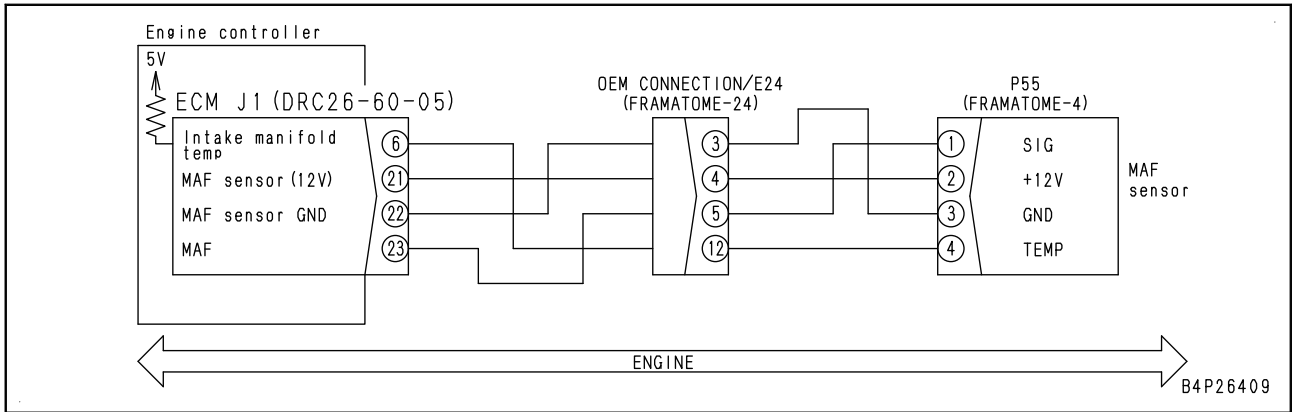 Engine controller
5V
ECM J1(DRC26-60-05)
Intake manifold
temp
MAF sensor(12V)
MAF sensor GND
MAF
6
21
22
23
OEM CONNECTION/E24
(FRAMATOME-24)
3
4
5
12
P55
(FRAMATOME-4)
1 SIG
2 +12V
3 GND
4 TEMP
MAF
sensor
ENGINE
B4P26409